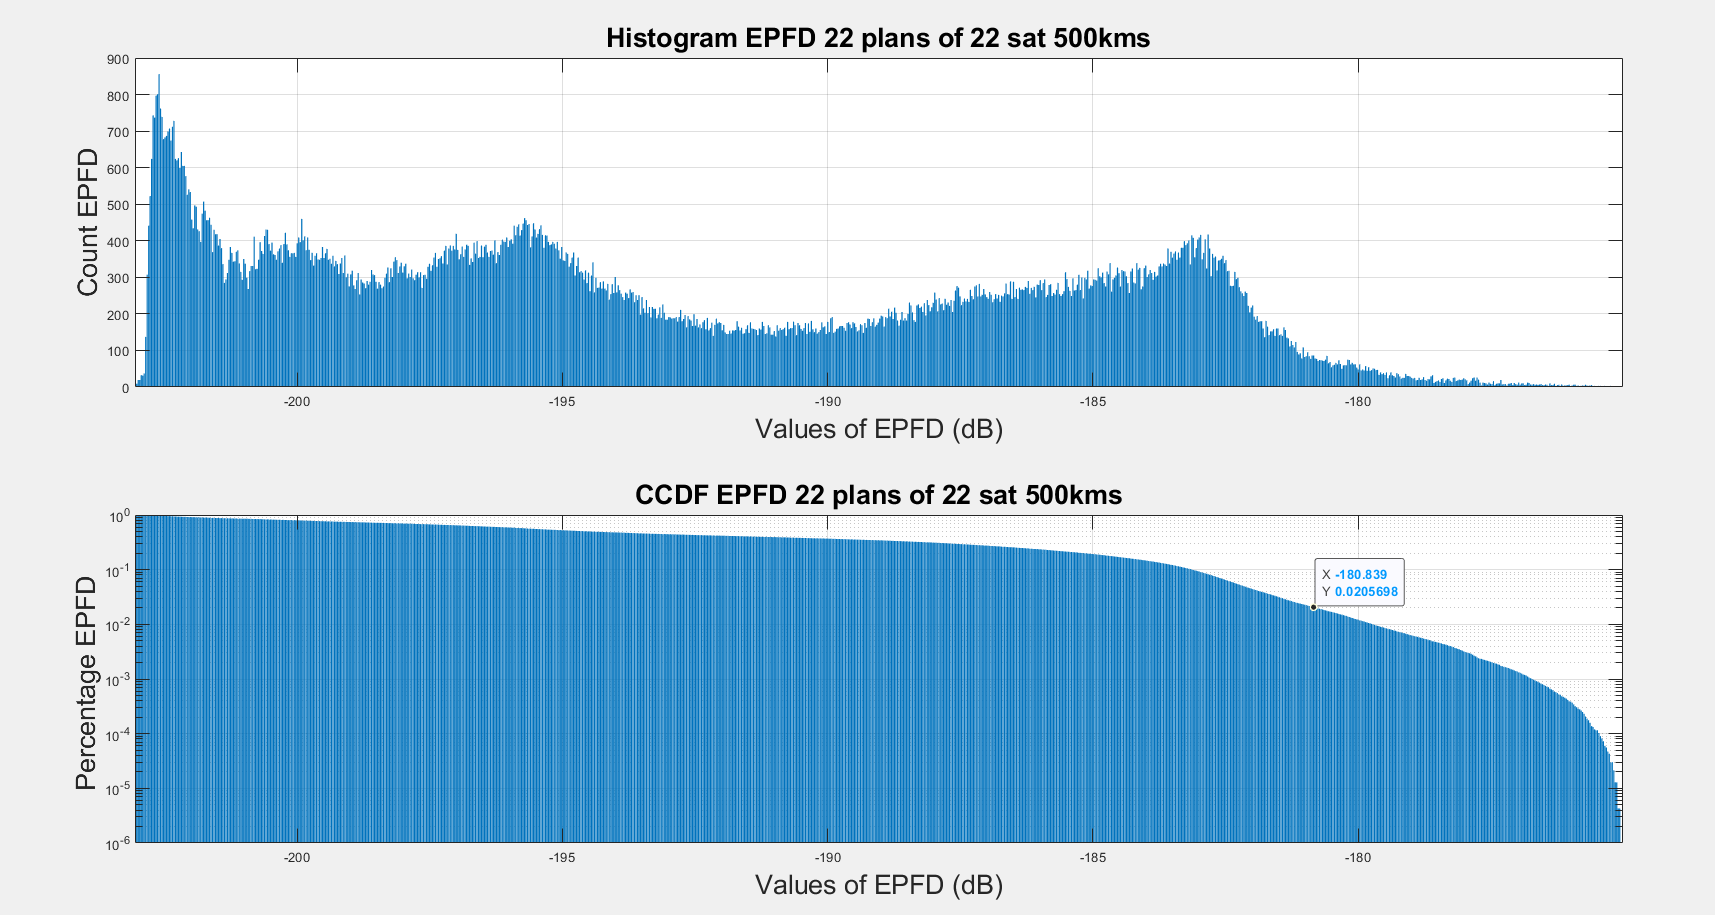 Histogram EPFD 22 plans of 22 sat 500kms
900
800
700
600
500
400
300
200
100
0
Count EPFD
-200 -195 -190 -185 -180
Values of EPFD (dB)
CCDF EPFD 22 plans of 22 sat 500kms
10^0
10^-1
10^-2
10^-3
10^-4
10^-5
10^-6
Percentage EPFD
X -180.839
Y 0.0205698
-200 -195 -190 -185 -180
Values of EPFD (dB)